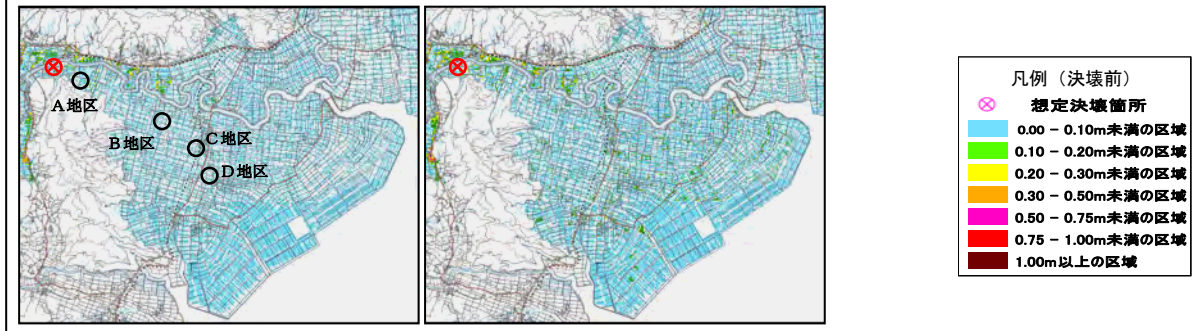 A地区
B地区
C地区
D地区
凡例（決壊前）
想定決壊箇所
0.00 － 0.10m未満の区域
0.10 － 0.20m未満の区域
0.20 － 0.30m未満の区域
0.30 － 0.50m未満の区域
0.50 － 0.75m未満の区域
0.75 － 1.00m未満の区域
1.00m以上の区域